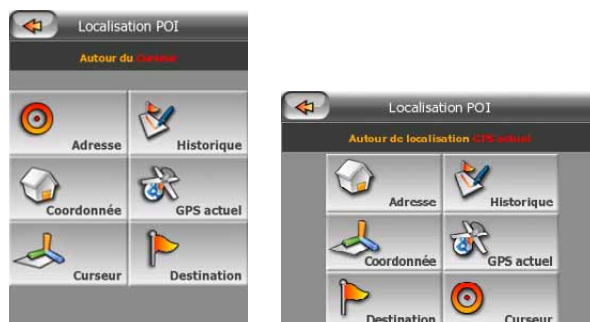 Localisation POI
Autour du Curseur
Adresse
Historique
Coordonnée
GPS actuel
Curseur
Destination
Localisation POI
Autour de localisation GPS actuel
Adresse
Historique
Coordonnée
GPS actuel
Destination
Curseur